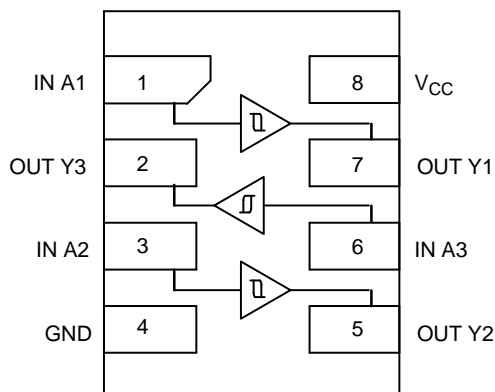 IN A1 1 8 VCC
OUT Y3 2 7 OUT Y1
IN A2 3 6 IN A3
GND 4 5 OUT Y2